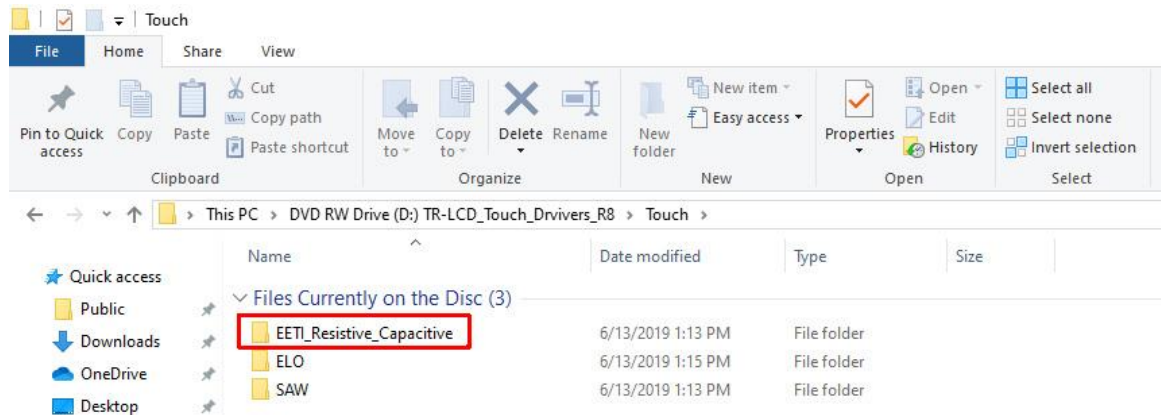 Touch
File Home Share View
Pin to Quick access
Copy
Paste
Cut
Copy path
Paste shortcut
Clipboard
Move to
Copy to
Delete
Rename
Organize
New folder
New item
Easy access
New
Properties
Open
Edit
History
Open
Select all
Select none
Invert selection
Select
This PC > DVD RW Drive (D:) TR-LCD_Touch_Drvivers_R8 > Touch >
Quick access
Public
Downloads
OneDrive
Desktop
Name Date modified Type Size
Files Currently on the Disc (3)
EETI_Resistive_Capacitive 6/13/2019 1:13 PM File folder
ELO 6/13/2019 1:15 PM File folder
SAW 6/13/2019 1:13 PM File folder